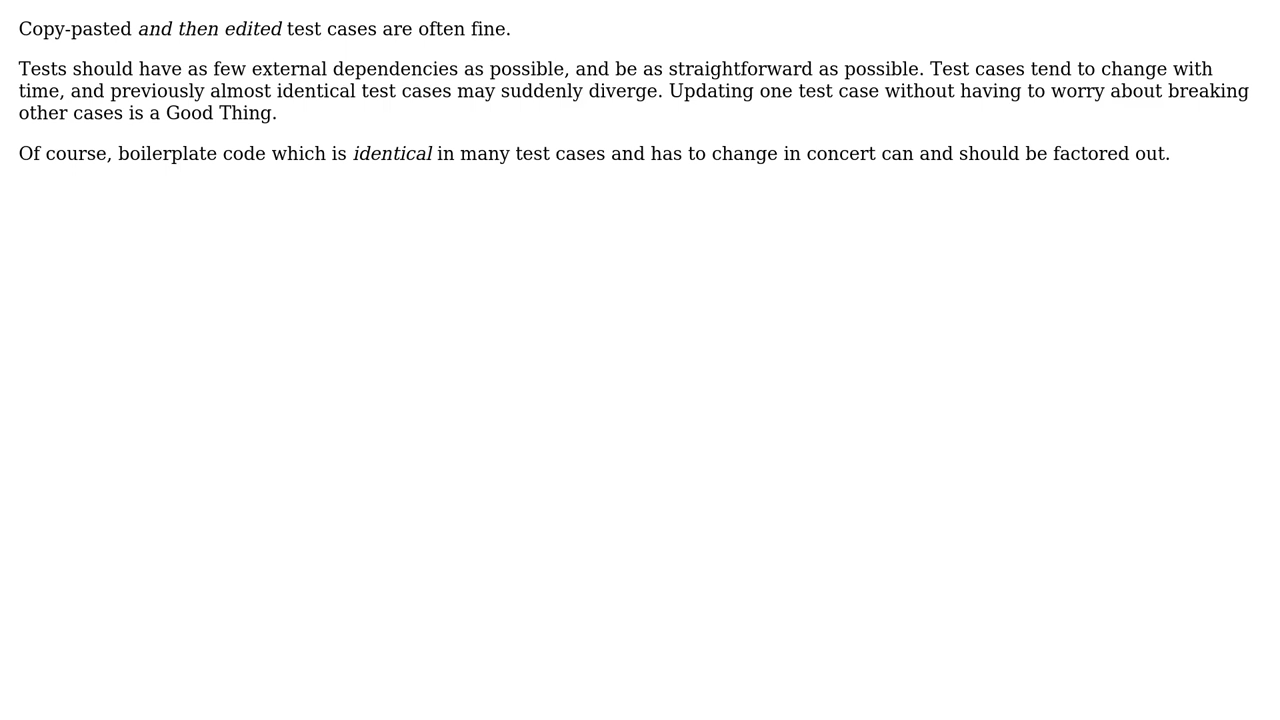 Copy-pasted and then edited test cases are often fine.
Tests should have as few external dependencies as possible, and be as straightforward as possible. Test cases tend to change with
time, and previously almost identical test cases may suddenly diverge. Updating one test case without having to worry about breaking
other cases is a Good Thing.
Of course, boilerplate code which is identical in many test cases and has to change in concert can and should be factored out.